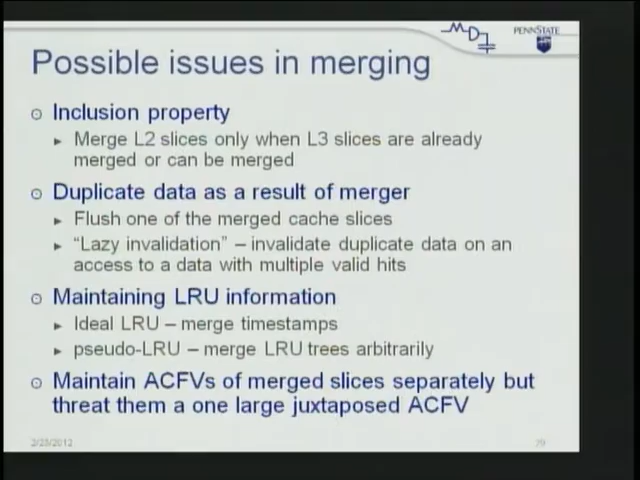 PENNSTATE
Possible issues in merging
Inclusion property
Merge L2 slices only when L3 slices are already
merged or can be merged
Duplicate data as a result of merger
Flush one of the merged cache slices
“Lazy invalidation” – invalidate duplicate data on an
access to a data with multiple valid hits
Maintaining LRU information
Ideal LRU – merge timestamps
pseudo-LRU – merge LRU trees arbitrarily
Maintain ACFVs of merged slices separately but
threat them a one large juxtaposed ACFV